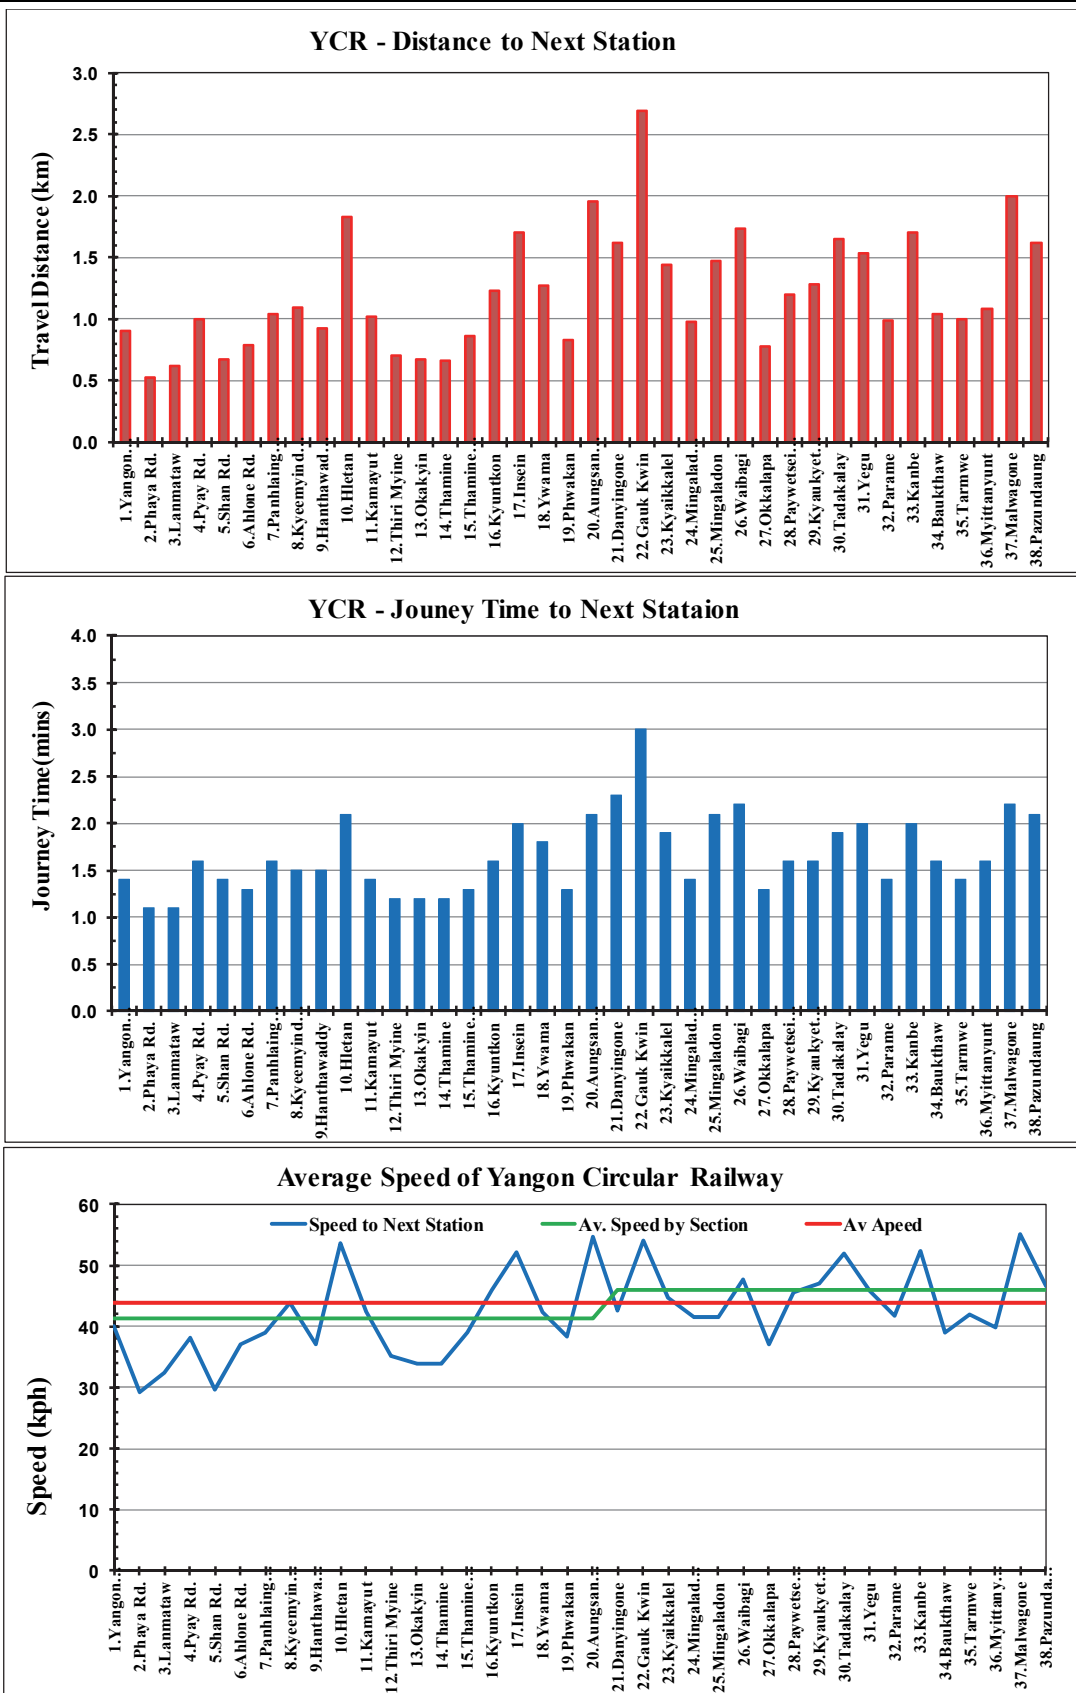 YCR - Distance to Next Station
Travel Distance (km)
3.0
2.5
2.0
1.5
1.0
0.5
0.0
1.Yangon...
2.Phaya Rd.
3.Lanmataw
4.Pyay Rd.
5.Shan Rd.
6.Ahlone Rd.
7.Panhlaing...
8.Kyeemyind...
9.Hanthawad...
10.Hletan
11.Kamayut
12.Thiri Myine
13.Okakyin
14.Thamine
15.Thamine...
16.Kyuntkon
17.Insein
18.Ywama
19.Phwakan
20.Aungsan...
21.Danyingone
22.Gauk Kwin
23.Kyaikkalel
24.Mingalad...
25.Mingaladon
26.Waibagi
27.Okkalapa
28.Paywetsei...
29.Kyaukyet...
30.Tadakalay
31.Yegu
32.Parame
33.Kanbe
34.Baukthaw
35.Tarmwe
36.Myittanyunt
37.Malwagone
38.Pazundaung
YCR - Jouney Time to Next Stataion
Journey Time(mins)
4.0
3.5
3.0
2.5
2.0
1.5
1.0
0.5
0.0
1.Yangon...
2.Phaya Rd.
3.Lanmataw
4.Pyay Rd.
5.Shan Rd.
6.Ahlone Rd.
7.Panhlaing...
8.Kyeemyind...
9.Hanthawaddy
10.Hletan
11.Kamayut
12.Thiri Myine
13.Okakyin
14.Thamine
15.Thamine...
16.Kyuntkon
17.Insein
18.Ywama
19.Phwakan
20.Aungsan...
21.Danyingone
22.Gauk Kwin
23.Kyaikkalel
24.Mingalad...
25.Mingaladon
26.Waibagi
27.Okkalapa
28.Paywetsei...
29.Kyaukyet...
30.Tadakalay
31.Yegu
32.Parame
33.Kanbe
34.Baukthaw
35.Tarmwe
36.Myittanyunt
37.Malwagone
38.Pazundaung
Average Speed of Yangon Circular Railway
Speed to Next Station
Av. Speed by Section
Av Apeed
Speed (kph)
60
50
40
30
20
10
0
1.Yangon...
2.Phaya Rd.
3.Lanmataw
4.Pyay Rd.
5.Shan Rd.
6.Ahlone Rd.
7.Panhlaing...
8.Kyeemyin...
9.Hanthawa...
10.Hletan
11.Kamayut
12.Thiri Myine
13.Okakyin
14.Thamine
15.Thamine...
16.Kyuntkon
17.Insein
18.Ywama
19.Phwakan
20.Aungsan...
21.Danyingone
22.Gauk Kwin
23.Kyaikkalel
24.Mingalad...
25.Mingaladon
26.Waibagi
27.Okkalapa
28.Paywetse...
29.Kyaukyet...
30.Tadakalay
31.Yegu
32.Parame
33.Kanbe
34.Baukthaw
35.Tarmwe
36.Myittany...
37.Malwagone
38.Pazunda...